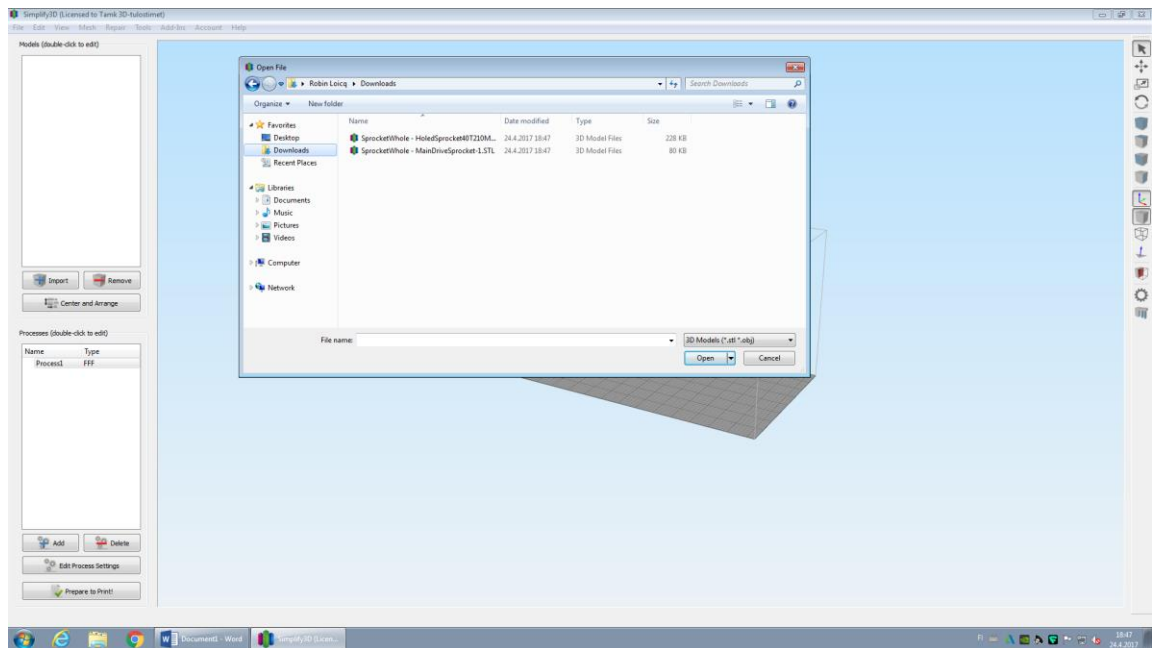 Simplify3D (Licensed to Tamk 3D-tulostimet)
File Edit View Mesh Repair Tools Add-Ins Account Help
Models (double-click to edit)
Import Remove
Center and Arrange
Processes (double-click to edit)
Name Type
Process1 FFF
Add Delete
Edit Process Settings
Prepare to Print!
Open File
Robin Loicq Downloads
Search Downloads
Organize New folder
Favorites
Desktop
Downloads
Recent Places
Libraries
Documents
Music
Pictures
Videos
Computer
Network
Name Date modified Type Size
SprocketWhole - HoledSprocket40T210M... 24.4.2017 18:47 3D Model Files 228 KB
SprocketWhole - MainDriveSprocket-1.STL 24.4.2017 18:47 3D Model Files 80 KB
File name:
3D Models (*.stl *.obj)
Open Cancel
Document1 - Word
Simplify3D (Licen...
FI
18:47
24.4.2017